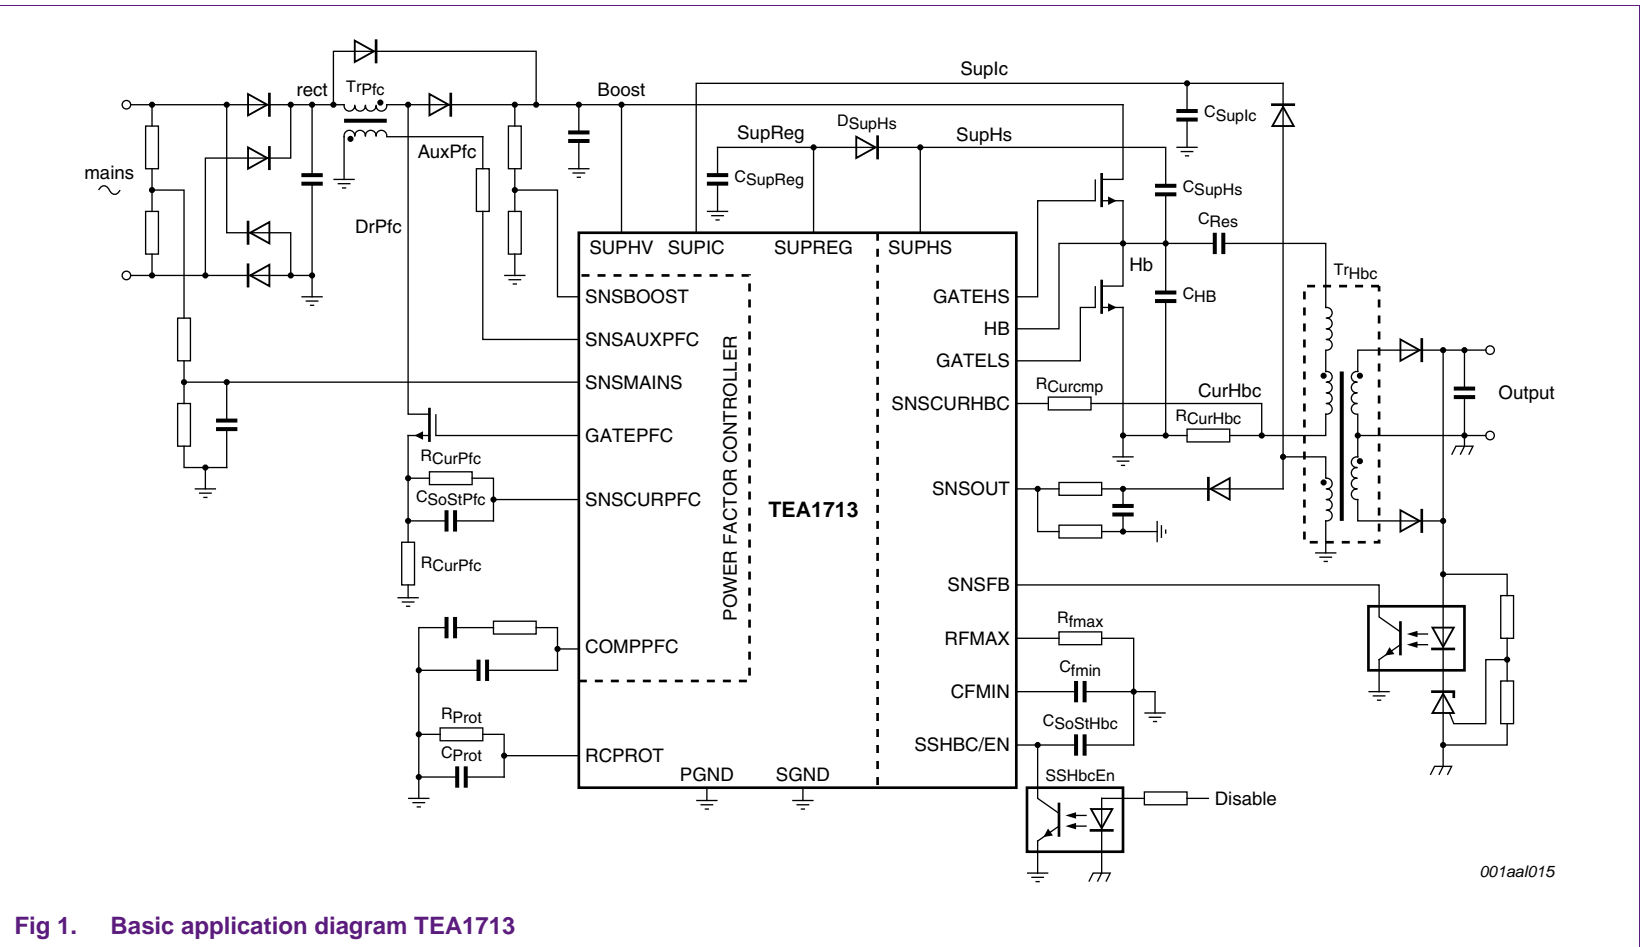 SupIc
rect
TrPfc
Boost
CSupIc
SupReg
DSupHs
SupHs
AuxPfc
mains
CSupReg
CSupHs
CRes
DrPfc
SUPHV
SUPIC
SUPREG
SUPHS
Hb
TrHbc
SNSBOOST
GATEHS
CHB
HB
SNSAUXPFC
GATELS
SNSMAINS
RCurcmp
CurHbc
Output
SNSCURHBC
RCurHbc
GATEPFC
RCurPfc
CSoStPfc
SNSCURPFC
POWER FACTOR CONTROLLER
TEA1713
SNSOUT
RCurPfc
SNSFB
Rfmax
RFMAX
COMPPFC
Cfmin
CFMIN
RProt
CSoStHbc
SSHBC/EN
CProt
RCPROT
PGND
SGND
SSHbcEn
Disable
001aal015
Fig 1. Basic application diagram TEA1713